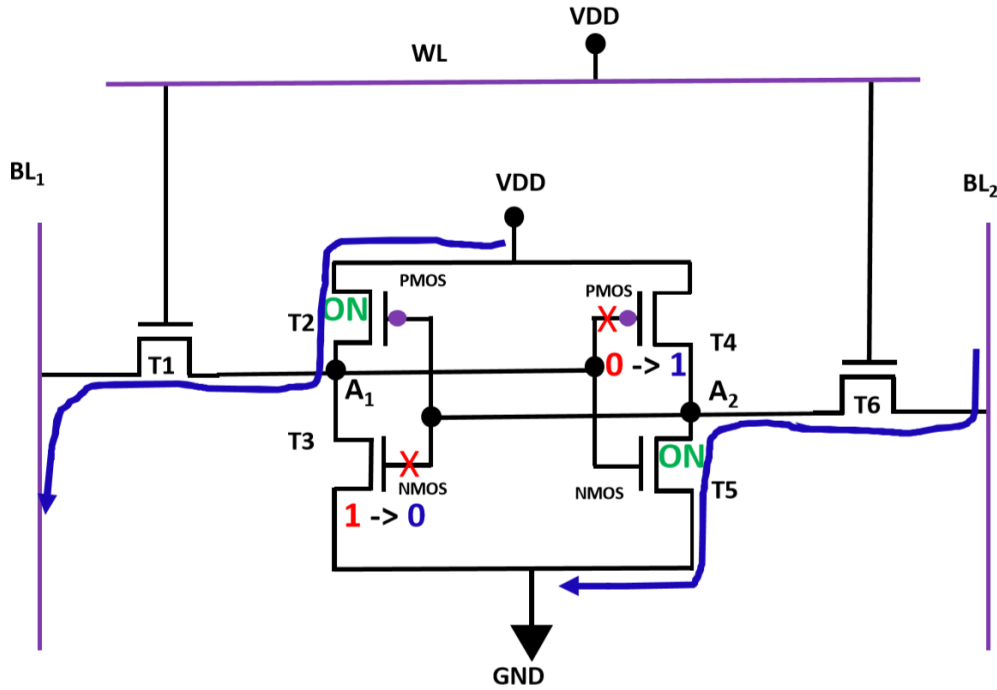 VDD
WL
BL1
VDD
BL2
PMOS
PMOS
ON
T2
X
T4
T1
0 -> 1
A1
A2
T6
T3
X
ON
NMOS
NMOS
T5
1 -> 0
GND